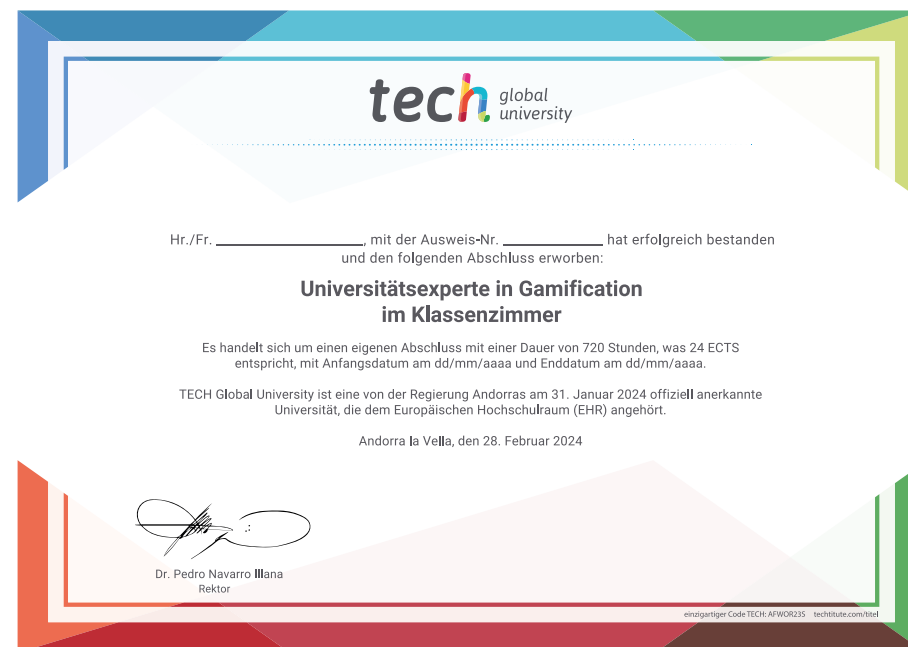 tech global university
Hr./Fr. ______________________, mit der Ausweis-Nr. _______________ hat erfolgreich bestanden
und den folgenden Abschluss erworben:
Universitätsexperte in Gamification
im Klassenzimmer
Es handelt sich um einen eigenen Abschluss mit einer Dauer von 720 Stunden, was 24 ECTS
entspricht, mit Anfangsdatum am dd/mm/aaaa und Enddatum am dd/mm/aaaa.
TECH Global University ist eine von der Regierung Andorras am 31. Januar 2024 offiziell anerkannte
Universität, die dem Europäischen Hochschulraum (EHR) angehört.
Andorra la Vella, den 28. Februar 2024
Dr. Pedro Navarro Illana
Rektor
einzigartiger Code TECH: AFWOR23S techtitute.com/titel